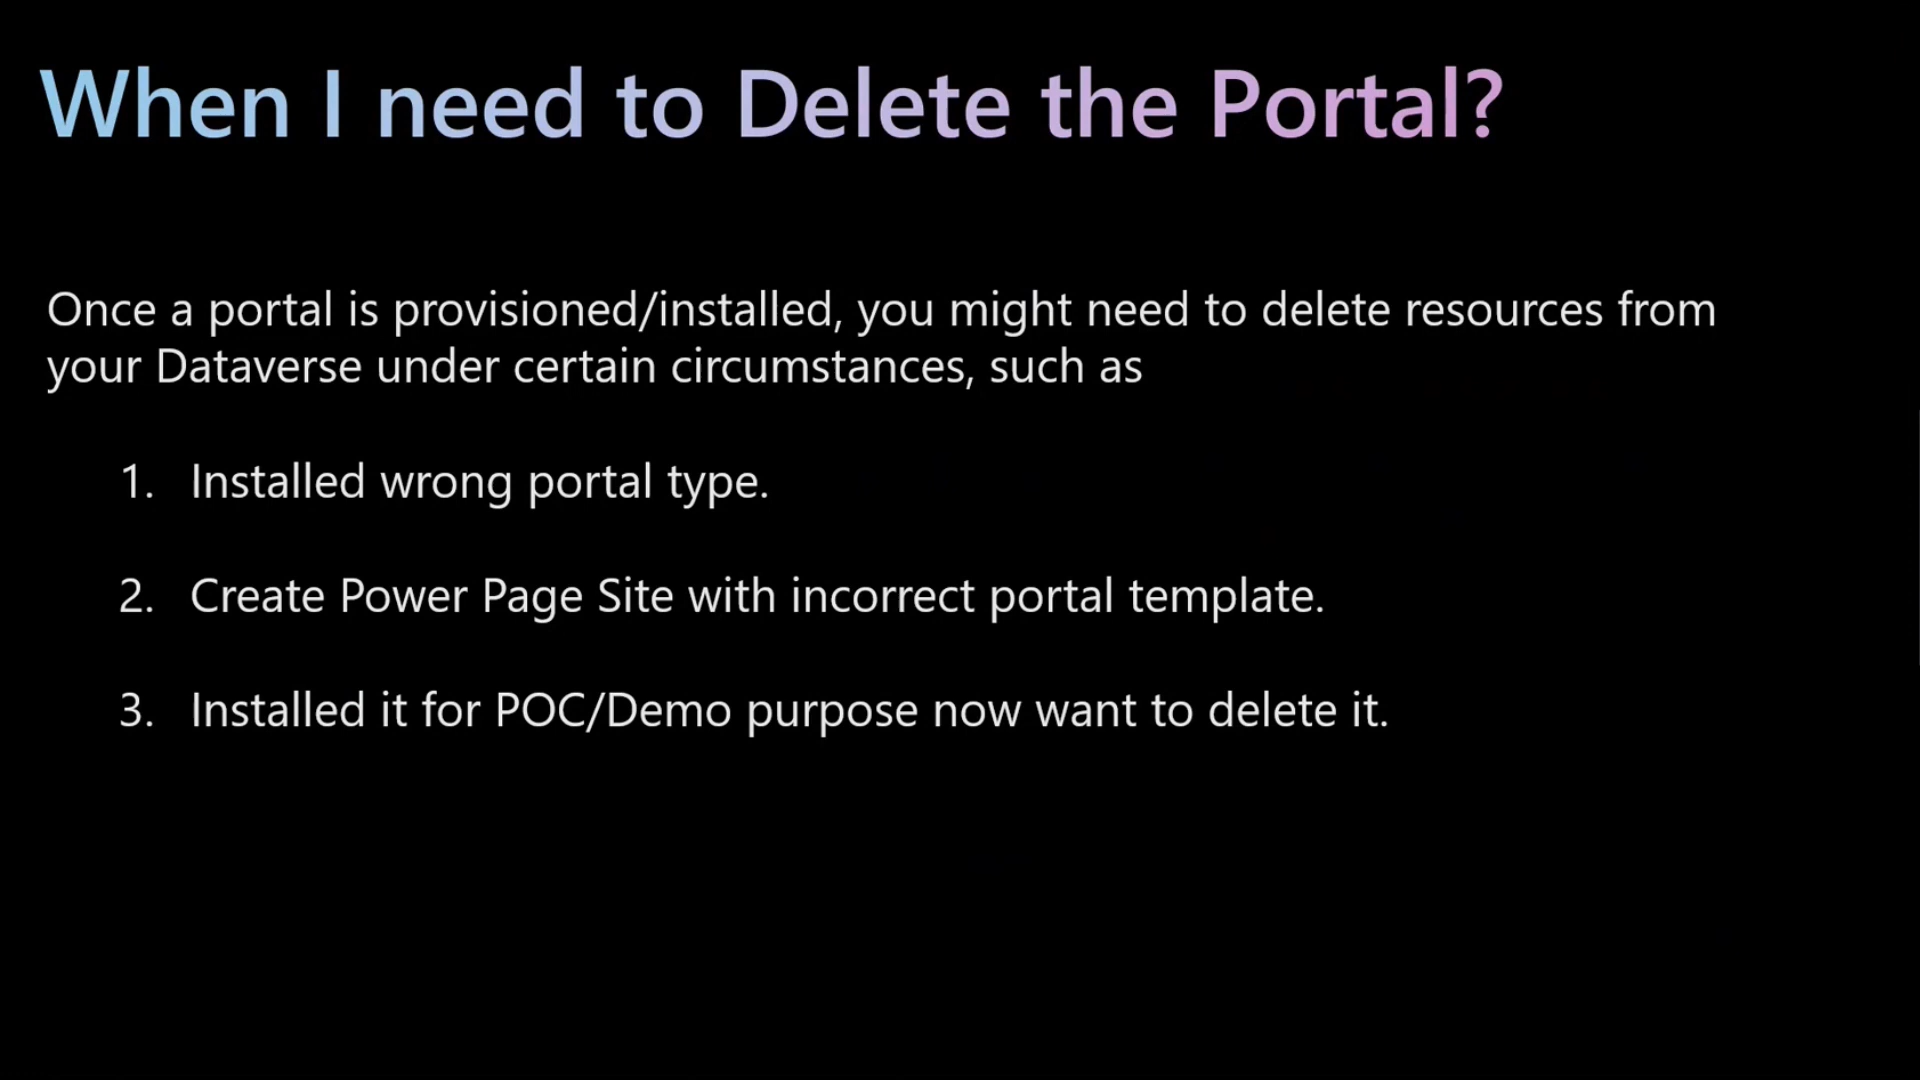 When I need to Delete the Portal?
Once a portal is provisioned/installed, you might need to delete resources from
your Dataverse under certain circumstances, such as
1. Installed wrong portal type.
2. Create Power Page Site with incorrect portal template.
3. Installed it for POC/Demo purpose now want to delete it.